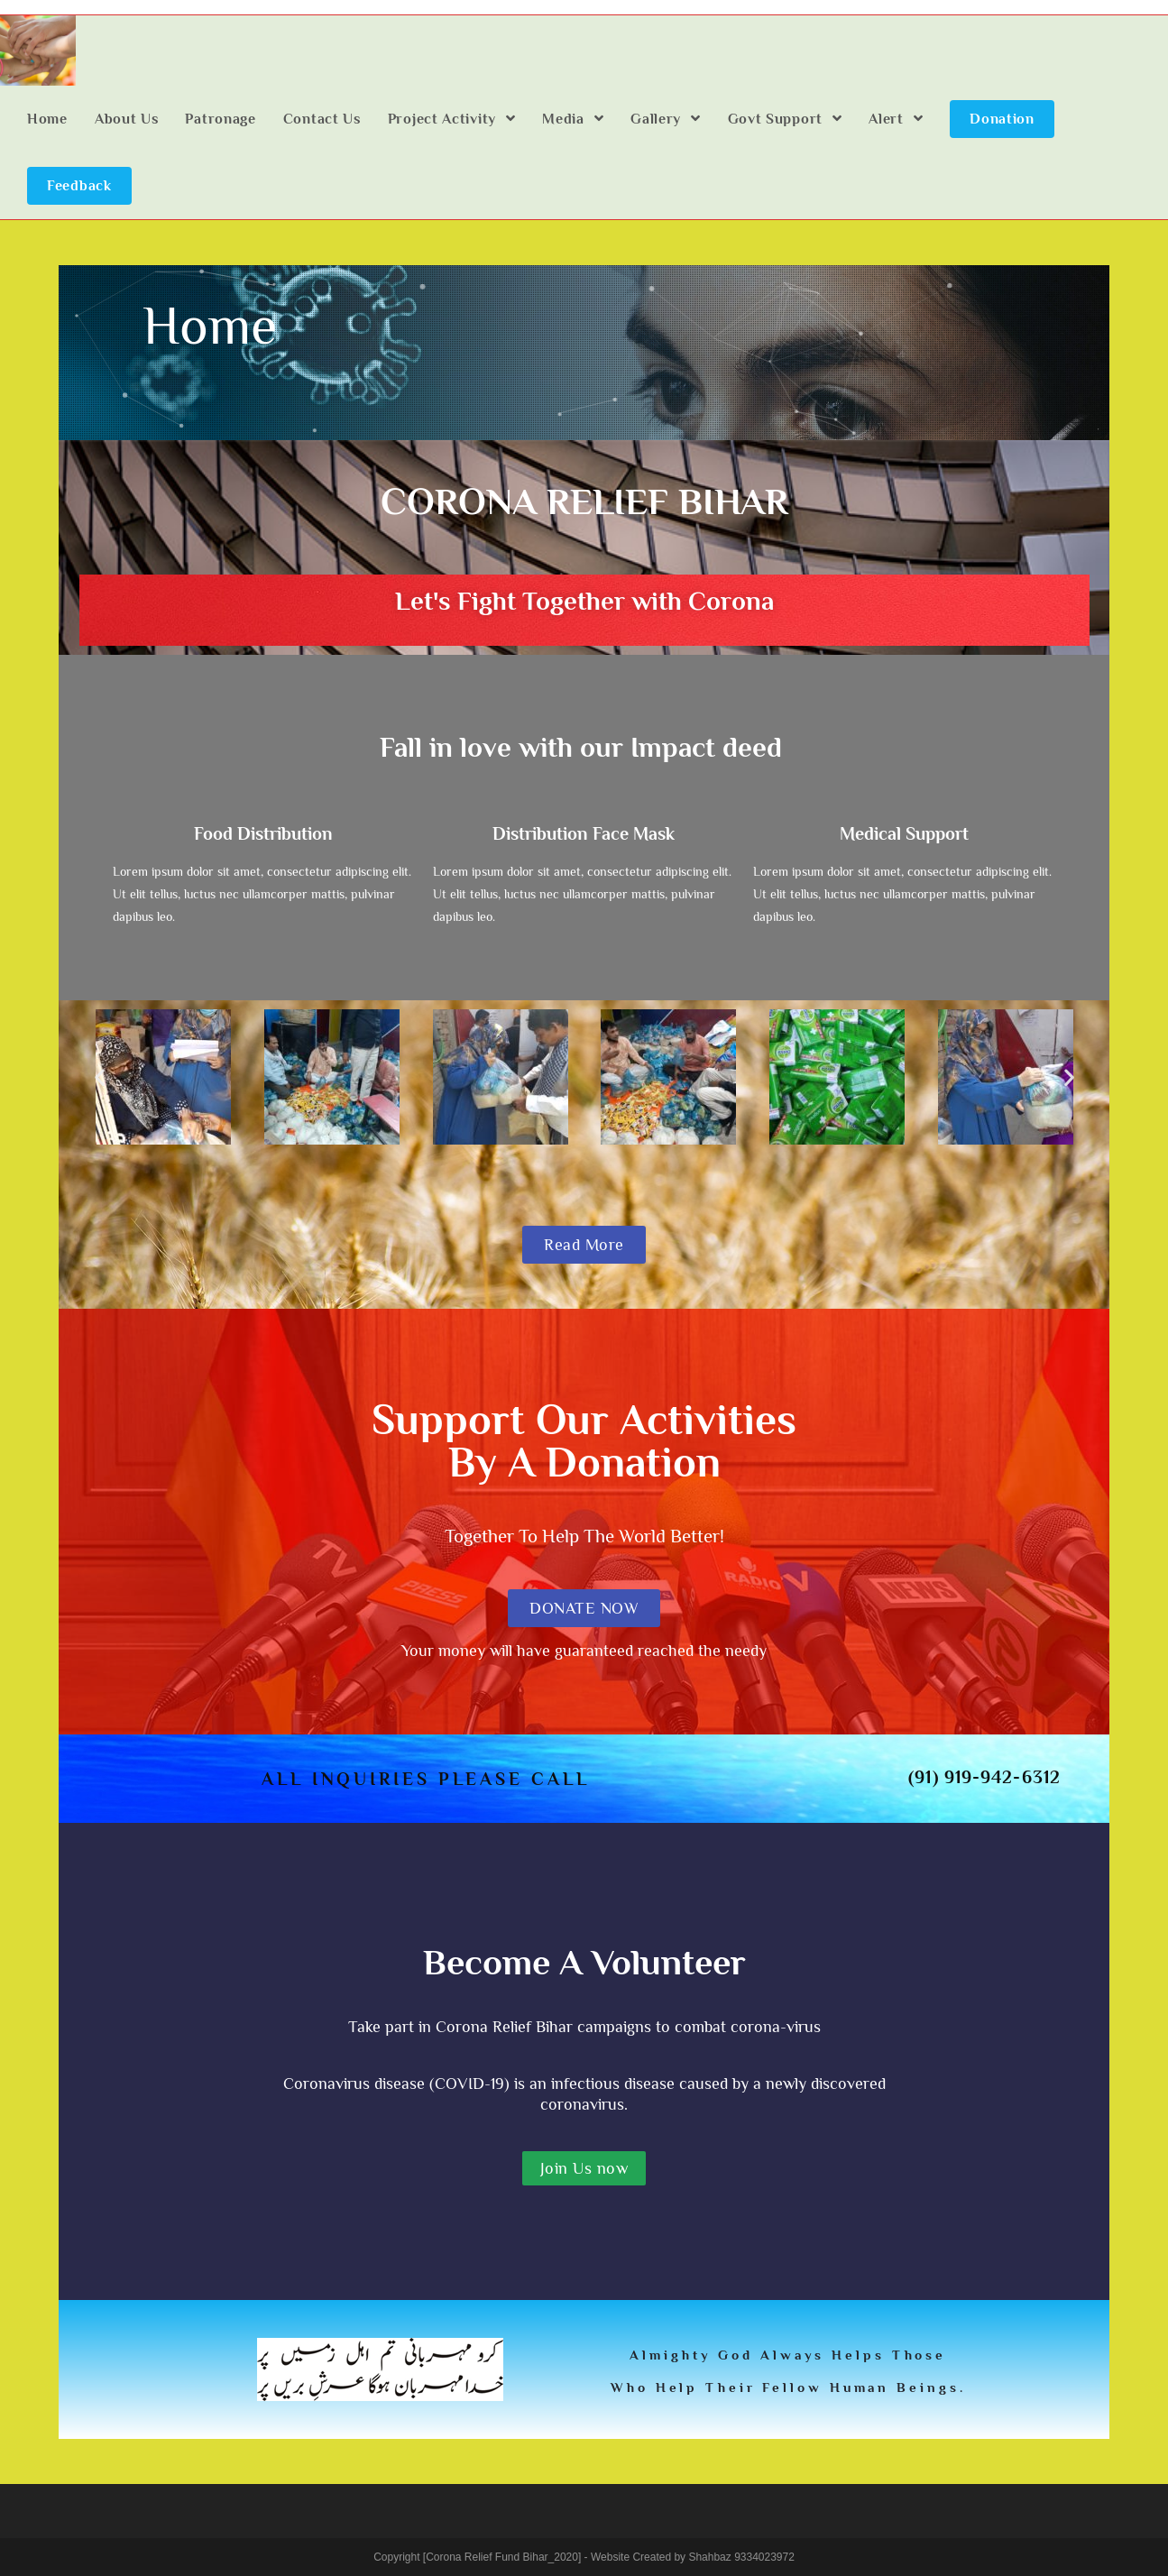 Home
About Us
Patronage
Contact Us
Project Activity
Media
Gallery
Govt Support
Alert
Donation
Feedback
Home
CORONA RELIEF BIHAR
Let's Fight Together with Corona
Fall in love with our Impact deed
Food Distribution
Lorem ipsum dolor sit amet, consectetur adipiscing elit.
Ut elit tellus, luctus nec ullamcorper mattis, pulvinar
dapibus leo.
Distribution Face Mask
Lorem ipsum dolor sit amet, consectetur adipiscing elit.
Ut elit tellus, luctus nec ullamcorper mattis, pulvinar
dapibus leo.
Medical Support
Lorem ipsum dolor sit amet, consectetur adipiscing elit.
Ut elit tellus, luctus nec ullamcorper mattis, pulvinar
dapibus leo.
Read More
Support Our Activities
By A Donation
Together To Help The World Better!
TV
PRESS
RADIO
NEWS
DONATE NOW
Your money will have guaranteed reached the needy
ALL INQUIRIES PLEASE CALL
(91) 919-942-6312
Become A Volunteer
Take part in Corona Relief Bihar campaigns to combat corona-virus
Coronavirus disease (COVID-19) is an infectious disease caused by a newly discovered
coronavirus.
Join Us now
کرو مہربانی تم اہل زمیں پر
خدا مہربان ہوگا عرشِ بریں پر
Almighty God Always Helps Those
Who Help Their Fellow Human Beings.
Copyright [Corona Relief Fund Bihar_2020] - Website Created by Shahbaz 9334023972